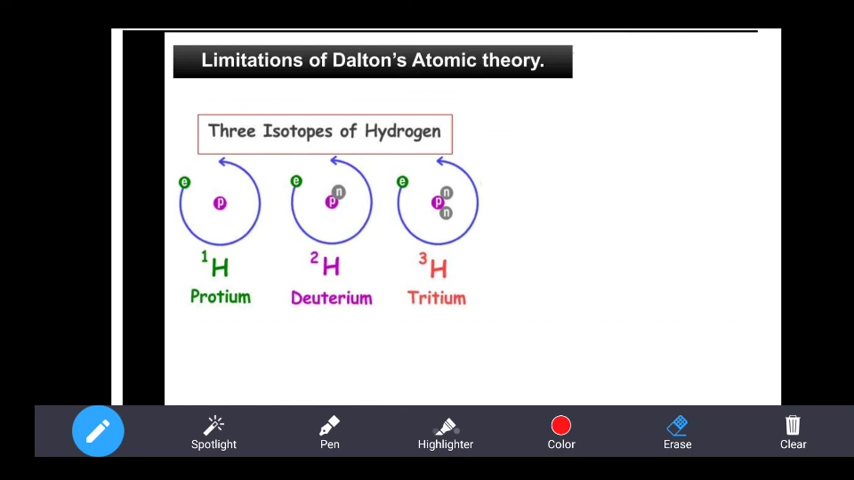 Limitations of Dalton's Atomic theory.
Three Isotopes of Hydrogen
e e e
p p n p n n
1H 2H 3H
Protium Deuterium Tritium
Spotlight Pen Highlighter Color Erase Clear